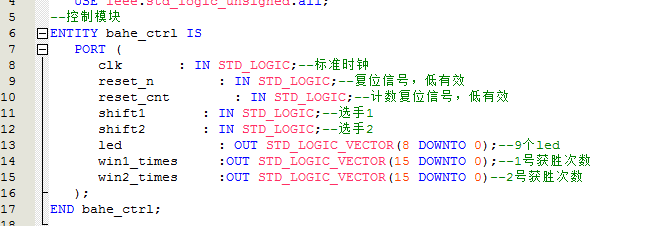 4 USE ieee.std_logic_unsigned.all;
5 --控制模块
6 ENTITY bahe_ctrl IS
7 PORT (
8 clk : IN STD_LOGIC;--标准时钟
9 reset_n : IN STD_LOGIC;--复位信号，低有效
10 reset_cnt : IN STD_LOGIC;--计数复位信号，低有效
11 shift1 : IN STD_LOGIC;--选手1
12 shift2 : IN STD_LOGIC;--选手2
13 led : OUT STD_LOGIC_VECTOR(8 DOWNTO 0);--9个led
14 win1_times :OUT STD_LOGIC_VECTOR(15 DOWNTO 0);--1号获胜次数
15 win2_times :OUT STD_LOGIC_VECTOR(15 DOWNTO 0)--2号获胜次数
16 );
17 END bahe_ctrl;
18